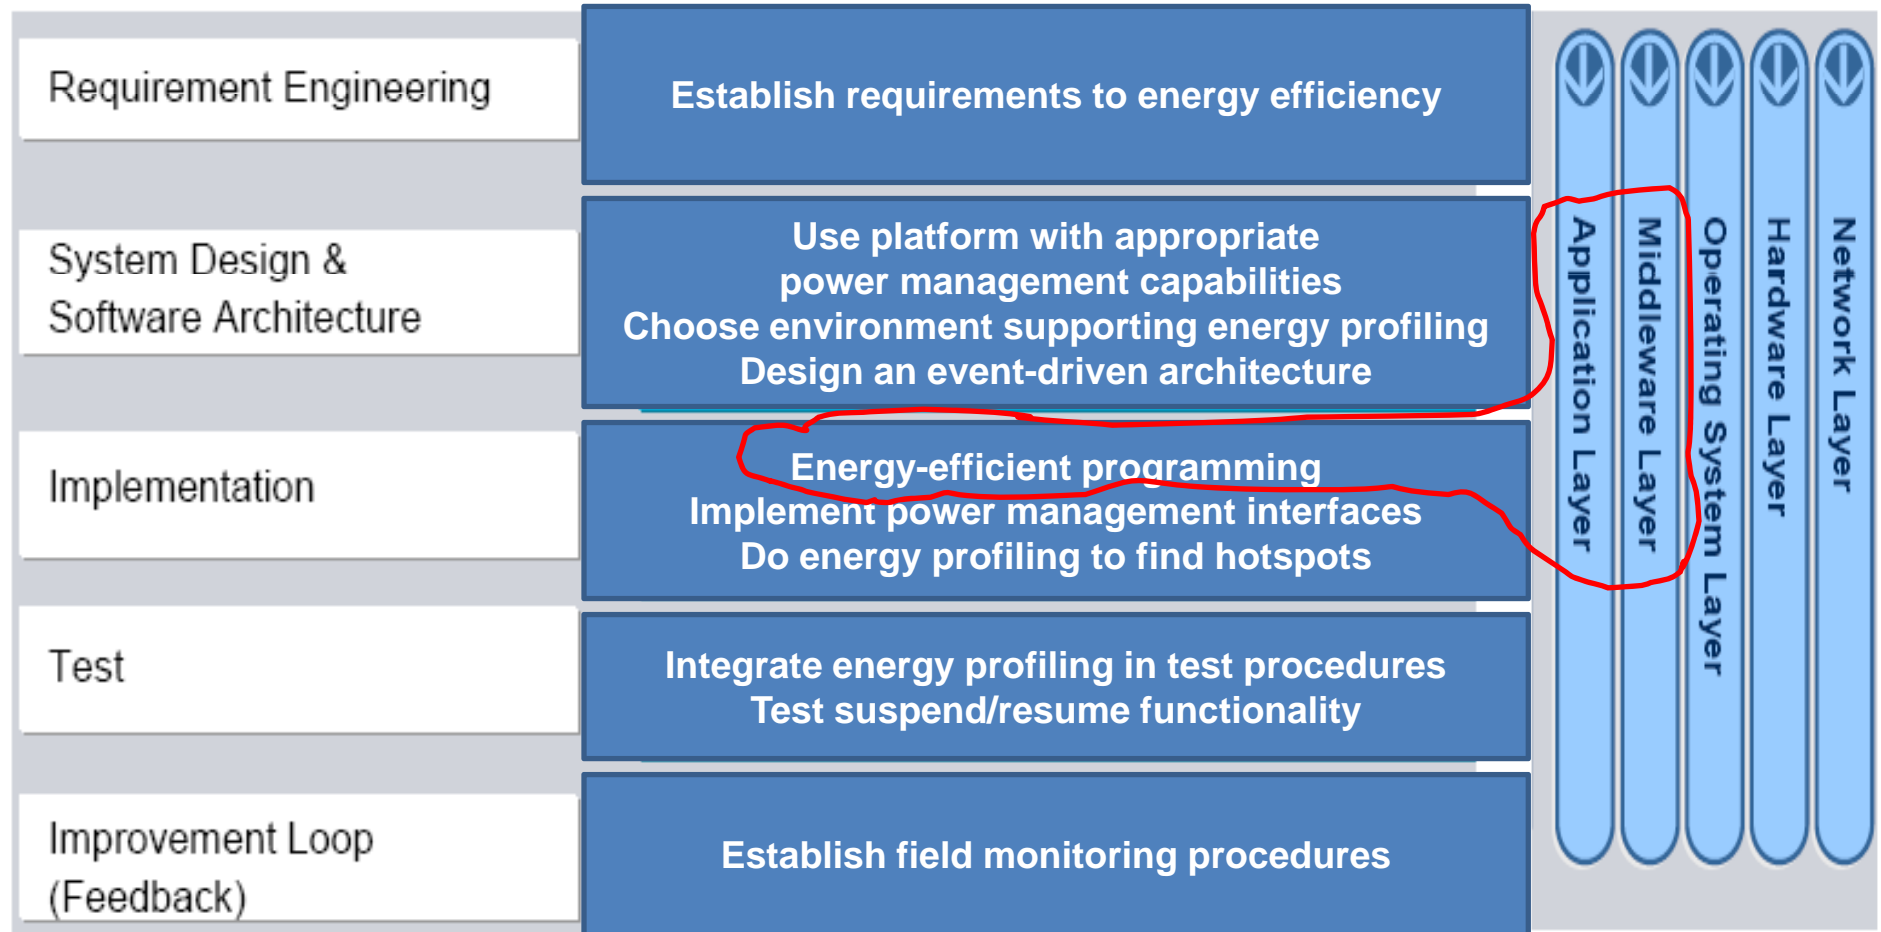 Requirement Engineering
Establish requirements to energy efficiency
System Design &
Software Architecture
Use platform with appropriate
power management capabilities
Choose environment supporting energy profiling
Design an event-driven architecture
Implementation
Energy-efficient programming
Implement power management interfaces
Do energy profiling to find hotspots
Test
Integrate energy profiling in test procedures
Test suspend/resume functionality
Improvement Loop
(Feedback)
Establish field monitoring procedures
Application Layer
Middleware Layer
Operating System Layer
Hardware Layer
Network Layer